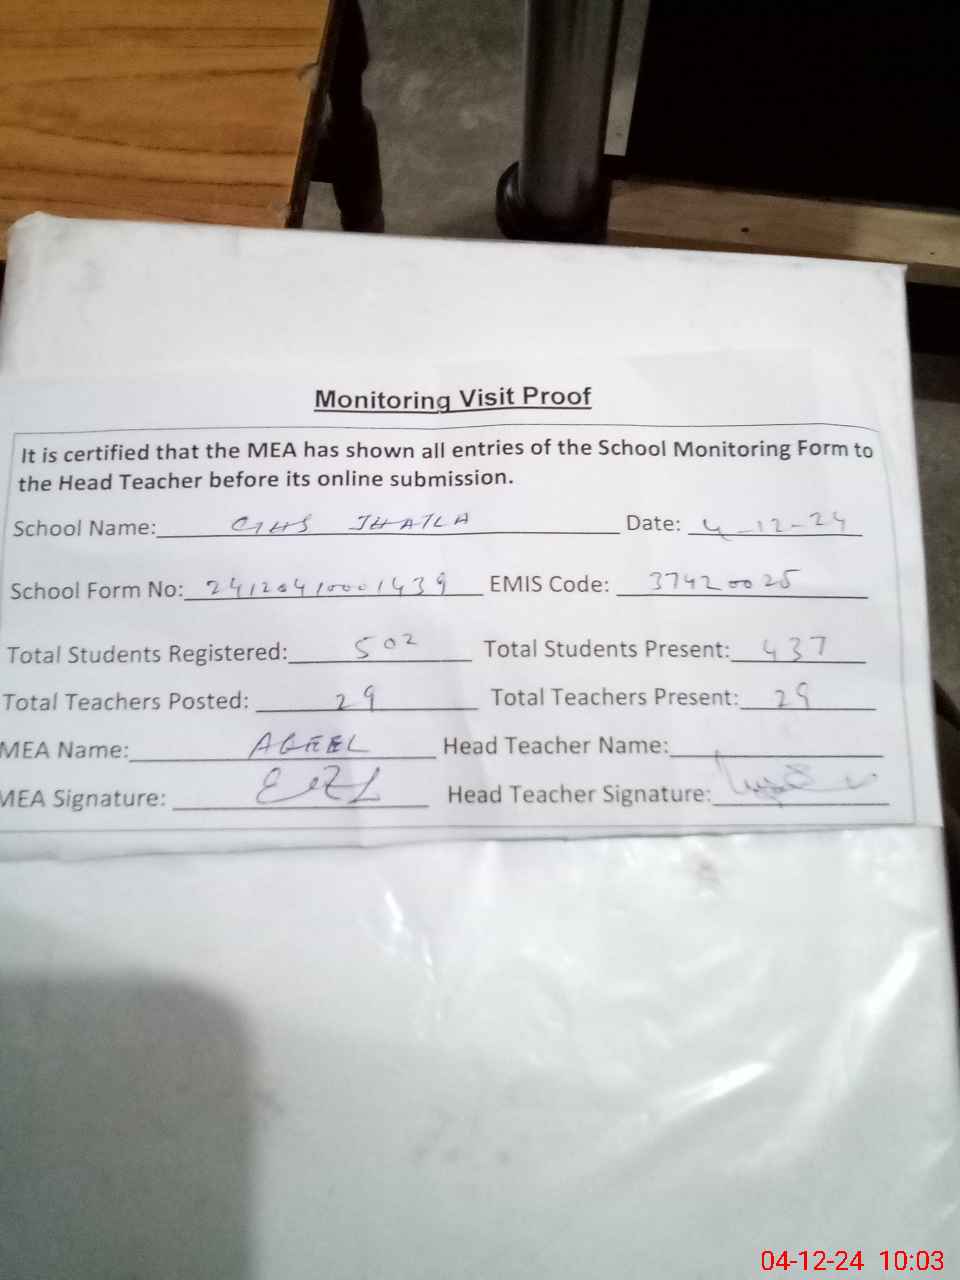 Monitoring Visit Proof
It is certified that the MEA has shown all entries of the School Monitoring Form to
the Head Teacher before its online submission.
School Name: GHS JHATLA Date: 4-12-24
School Form No: 24120410001439 EMIS Code: 37420025
Total Students Registered: 502 Total Students Present: 437
Total Teachers Posted: 29 Total Teachers Present: 29
MEA Name: AQEEL Head Teacher Name:
MEA Signature: Head Teacher Signature:
04-12-24 10:03